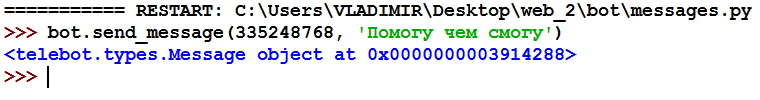 =========== RESTART: C:\Users\VLADIMIR\Desktop\web_2\bot\messages.py
>>> bot.send_message(335248768, 'Помогу чем смогу')
<telebot.types.Message object at 0x0000000003914288>
>>>